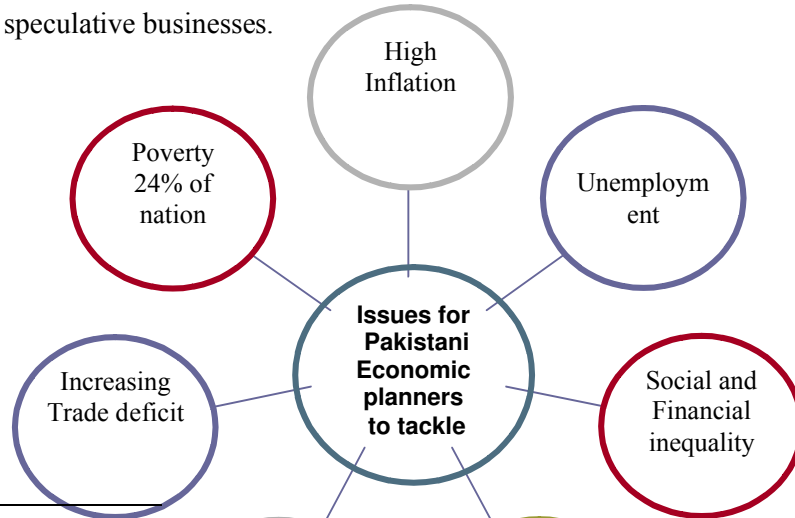 speculative businesses.
High
Inflation
Poverty
24% of
nation
Unemploym
ent
Issues for
Pakistani
Economic
planners
to tackle
Increasing
Trade deficit
Social and
Financial
inequality